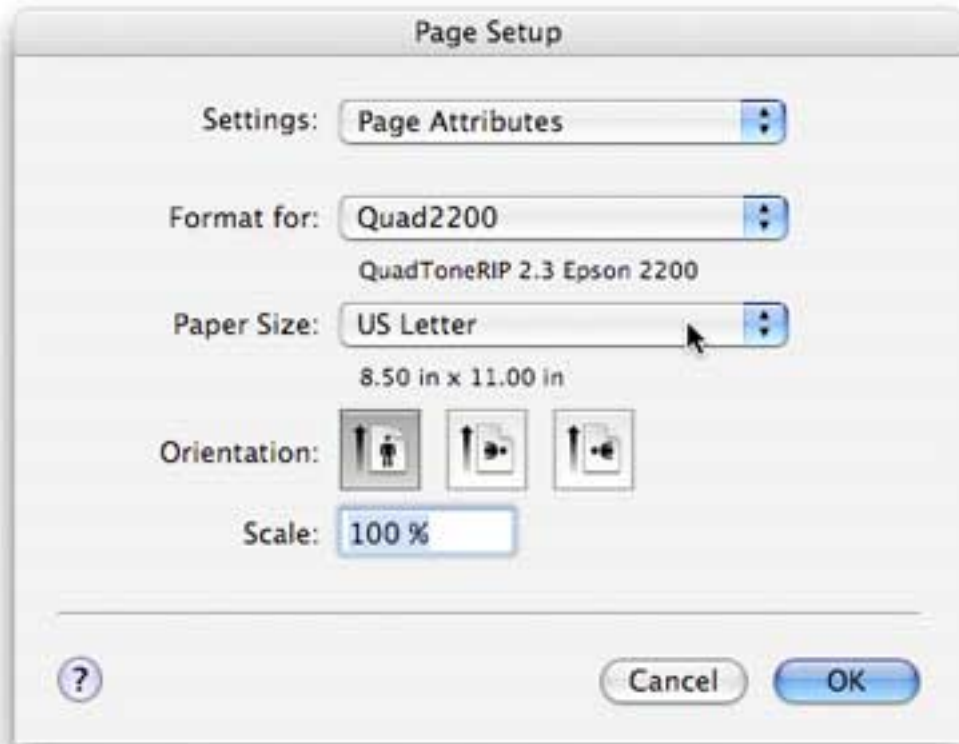 Page Setup
Settings: Page Attributes
Format for: Quad2200
QuadToneRIP 2.3 Epson 2200
Paper Size: US Letter
8.50 in x 11.00 in
Orientation:
Scale: 100 %
? Cancel OK